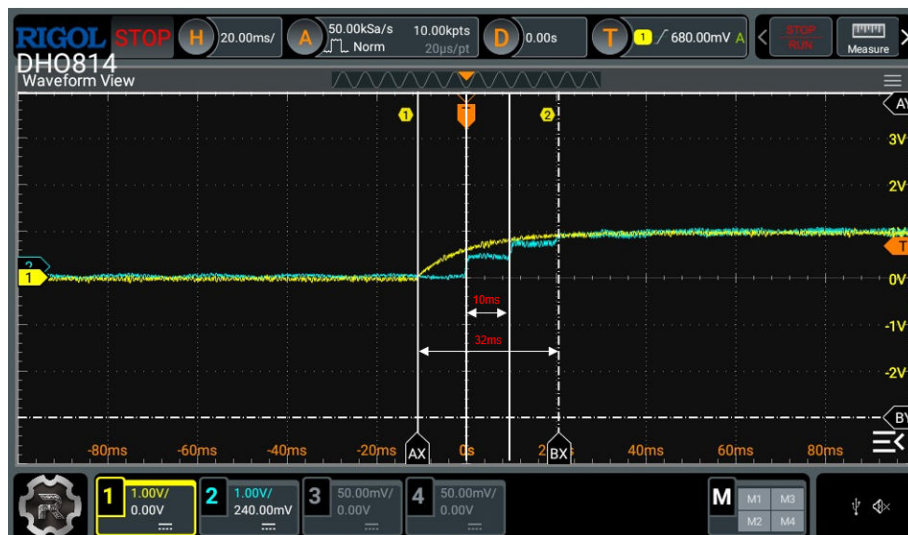 RIGOL STOP H 20.00ms/ A 50.00kSa/s 10.00kpts D 0.00s T 1 680.00mV A STOP RUN Measure
Norm 20µs/pt
DHO814
Waveform View
1 T 2 AY
3V
2V
1V
2 T
1 0V
10ms
-1V
32ms
-2V
BY
-80ms -60ms -40ms -20ms AX 0s 2 BX 40ms 60ms 80ms
1 1.00V/ 2 1.00V/ 3 50.00mV/ 4 50.00mV/ M M1 M3
0.00V 240.00mV 0.00V 0.00V M2 M4